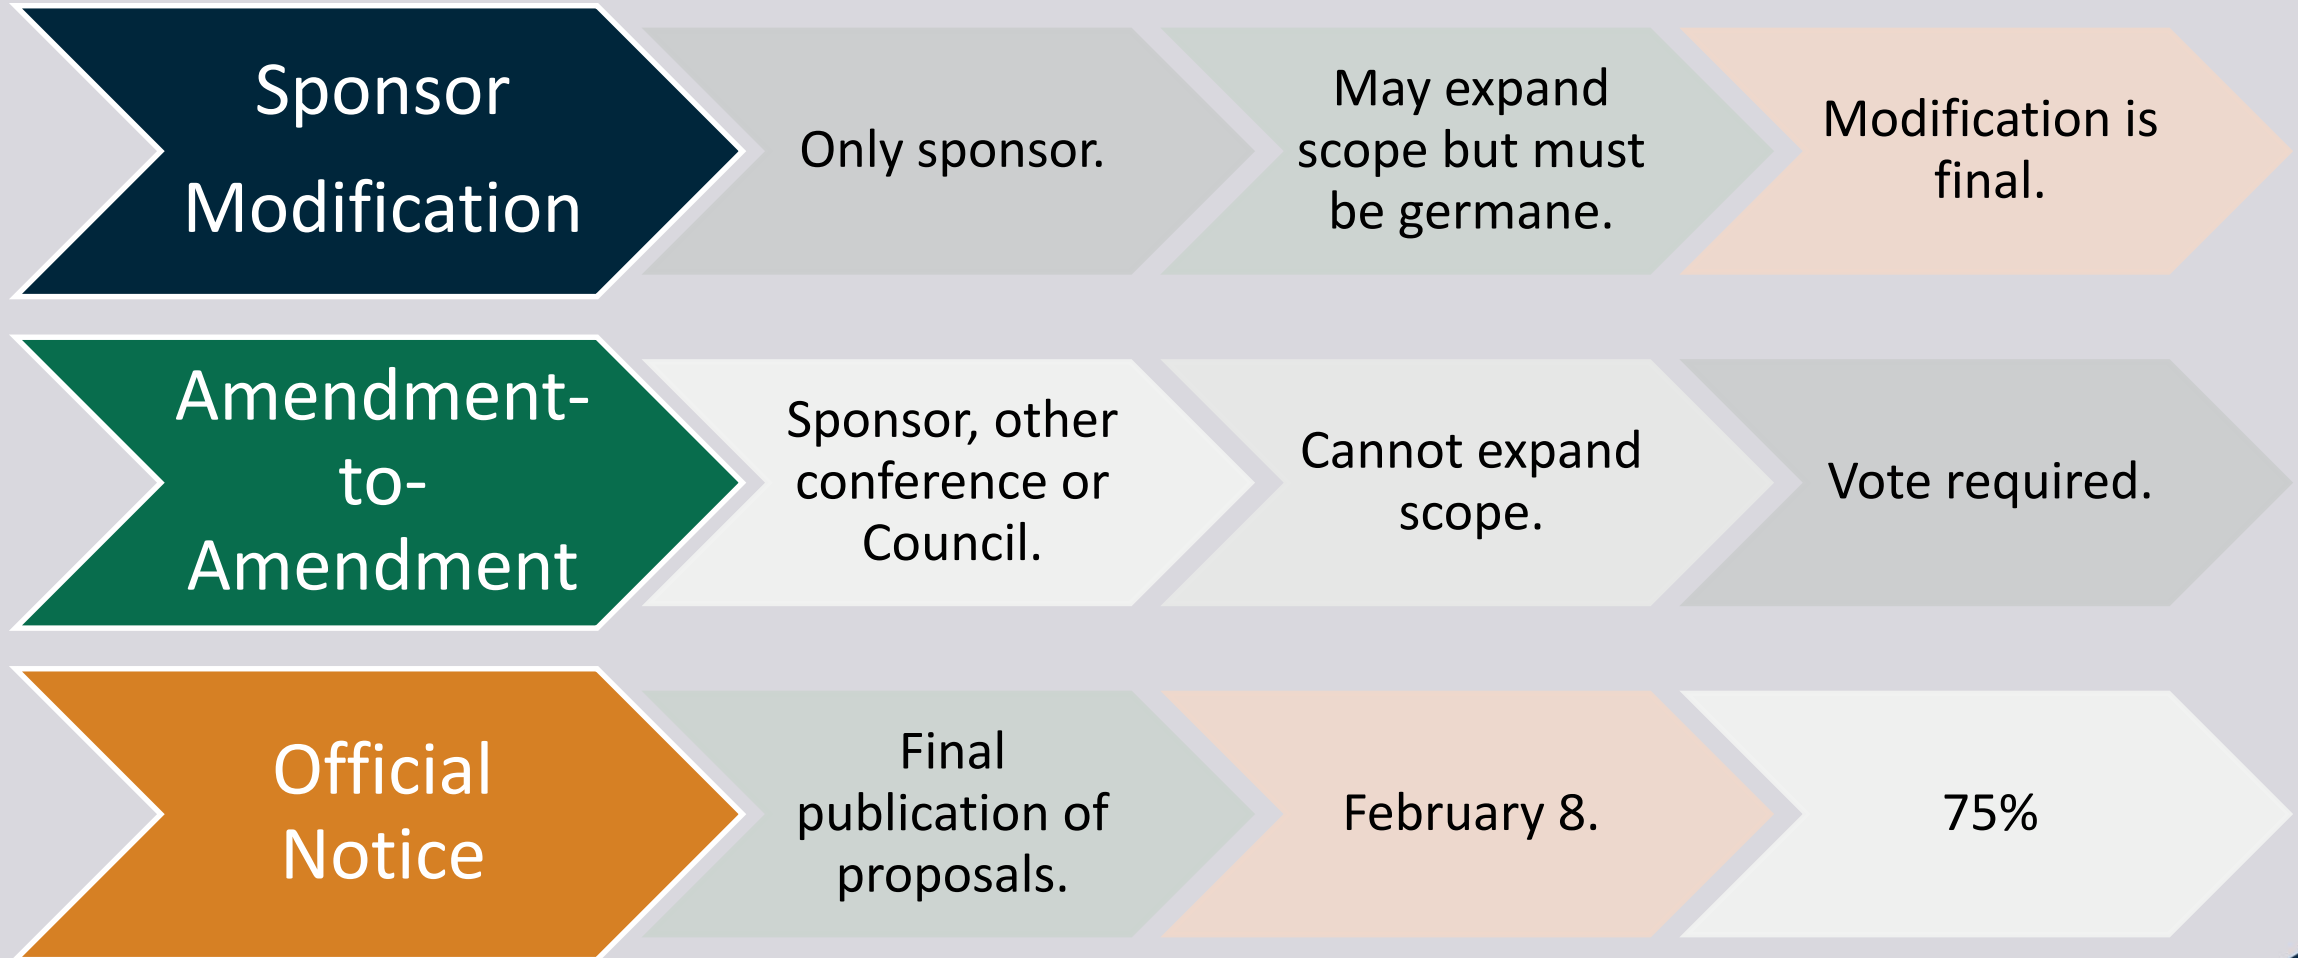 Sponsor
Modification
Only sponsor.
May expand
scope but must
be germane.
Modification is
final.
Amendment-
to-
Amendment
Sponsor, other
conference or
Council.
Cannot expand
scope.
Vote required.
Official
Notice
Final
publication of
proposals.
February 8.
75%